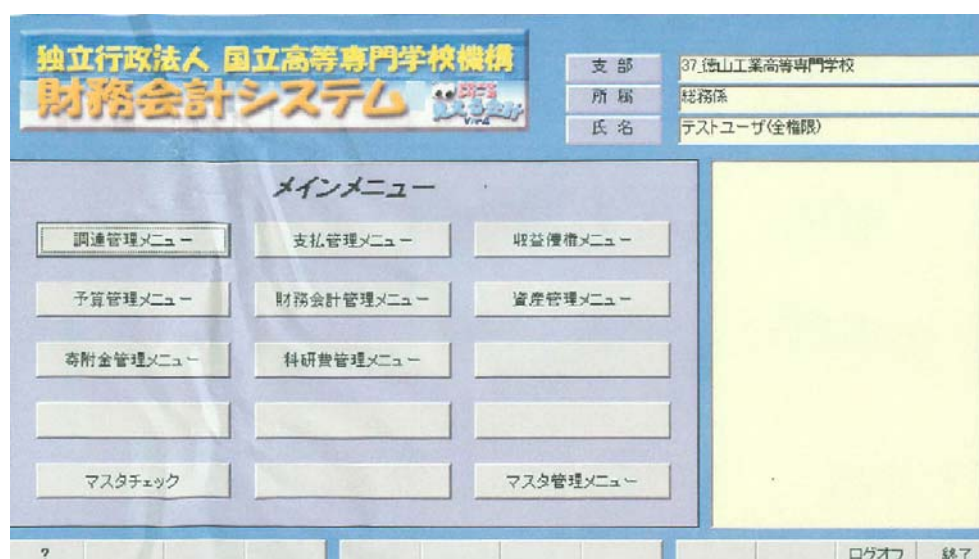 独立行政法人 国立高等専門学校機構
財務会計システム
支部 37_徳山工業高等専門学校
所属 総務係
氏名 テストユーザ(全権限)
メインメニュー
調達管理メニュー 支払管理メニュー 収益債権メニュー
予算管理メニュー 財務会計管理メニュー 資産管理メニュー
寄附金管理メニュー 科研費管理メニュー
マスタチェック マスタ管理メニュー
? ログオフ 終了